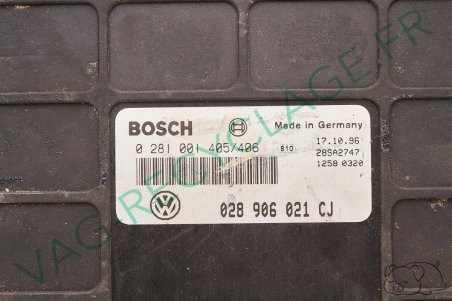 BOSCH Made in Germany
0 281 001 405/406 810 17.10.96
28SA2747
1258 0320
028 906 021 CJ
VAG RECYCLAGE.FR